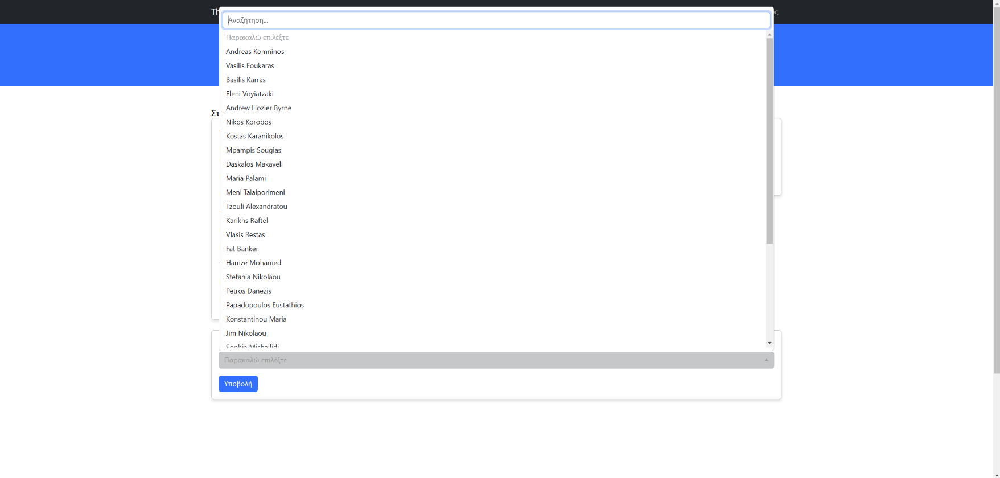 Th
ς
Αναζήτηση...
Παρακαλώ επιλέξτε
Andreas Komninos
Vasilis Foukaras
Basilis Karras
Eleni Voyiatzaki
Andrew Hozier Byrne
Στ
Nikos Korobos
Kostas Karanikolos
Mpampis Sougias
Daskalos Makaveli
Maria Palami
Meni Talaiporimeni
Tzouli Alexandratou
Karikhs Raftel
Vlasis Restas
Fat Banker
Hamze Mohamed
Stefania Nikolaou
Petros Danezis
Papadopoulos Eustathios
Konstantinou Maria
Jim Nikolaou
Sophia Michailidi
Παρακαλώ επιλέξτε
Υποβολή